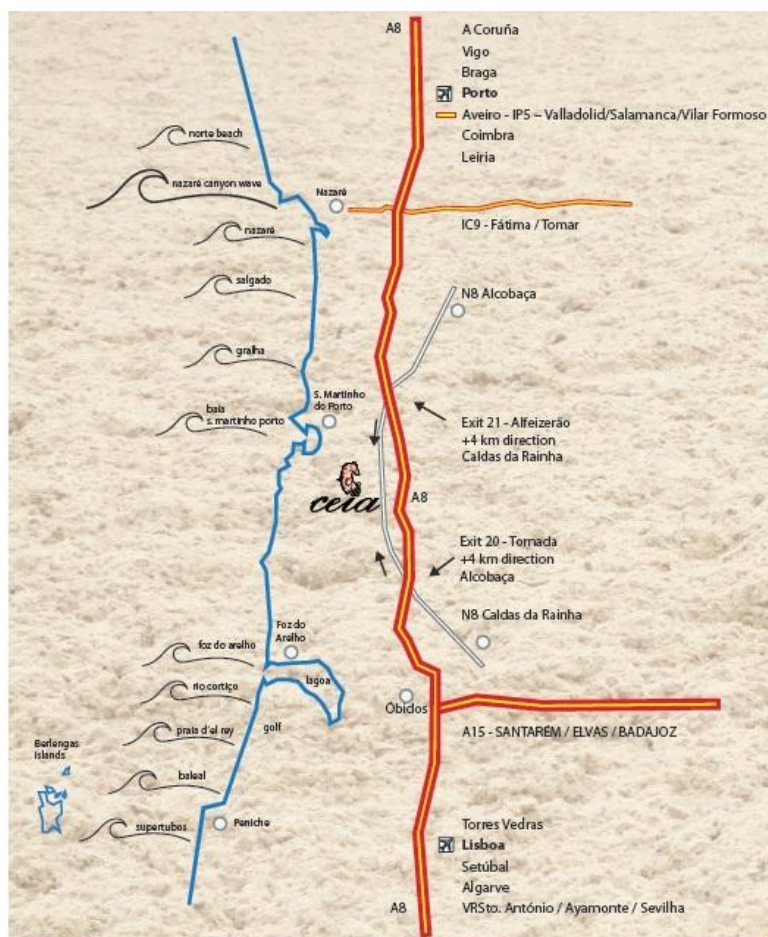 A8
A Coruña
Vigo
Braga
Porto
Aveiro - IP5 – Valladolid/Salamanca/Vilar Formoso
Coimbra
Leiria
norte beach
nazaré canyon wave
Nazaré
IC9 - Fátima / Tomar
nazaré
salgado
N8 Alcobaça
gralha
S. Martinho
do Porto
baía
s. martinho porto
Exit 21 - Alfeizerão
+4 km direction
Caldas da Rainha
ceia
A8
Exit 20 - Tornada
+4 km direction
Alcobaça
N8 Caldas da Rainha
Foz do
Arelho
foz do arelho
lagoa
rio cortiço
Óbidos
golf
praia d'el rey
A15 - SANTARÉM / ELVAS / BADAJOZ
Berlengas
Islands
baleal
supertubos
Peniche
Torres Vedras
Lisboa
Setúbal
Algarve
A8
VRSto. António / Ayamonte / Sevilha